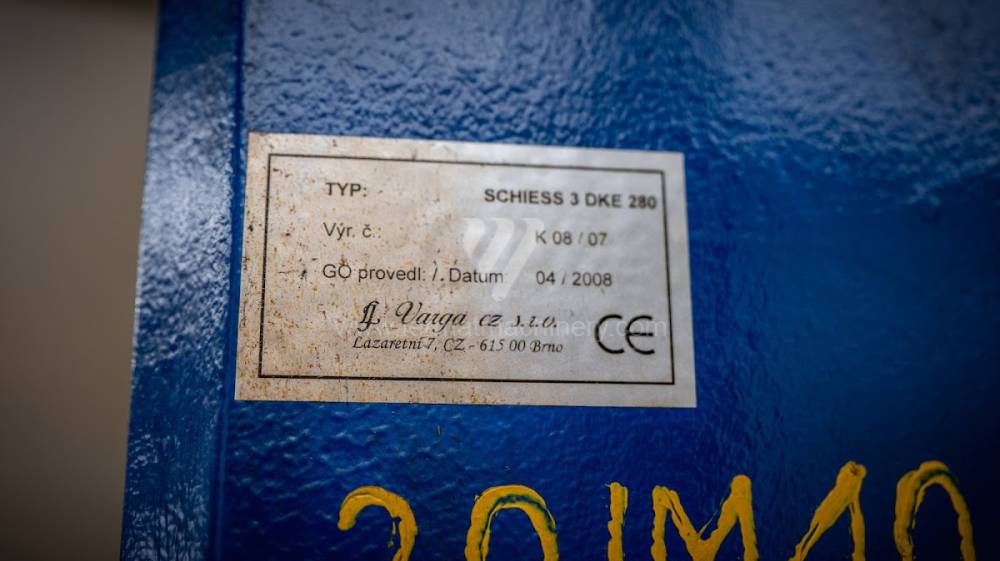 TYP: SCHIESS 3 DKE 280
Výr. č.: K 08 / 07
GO provedl: /. Datum 04 / 2008
Varga cz s.r.o.
Lazaretní 7, CZ - 615 00 Brno
CE